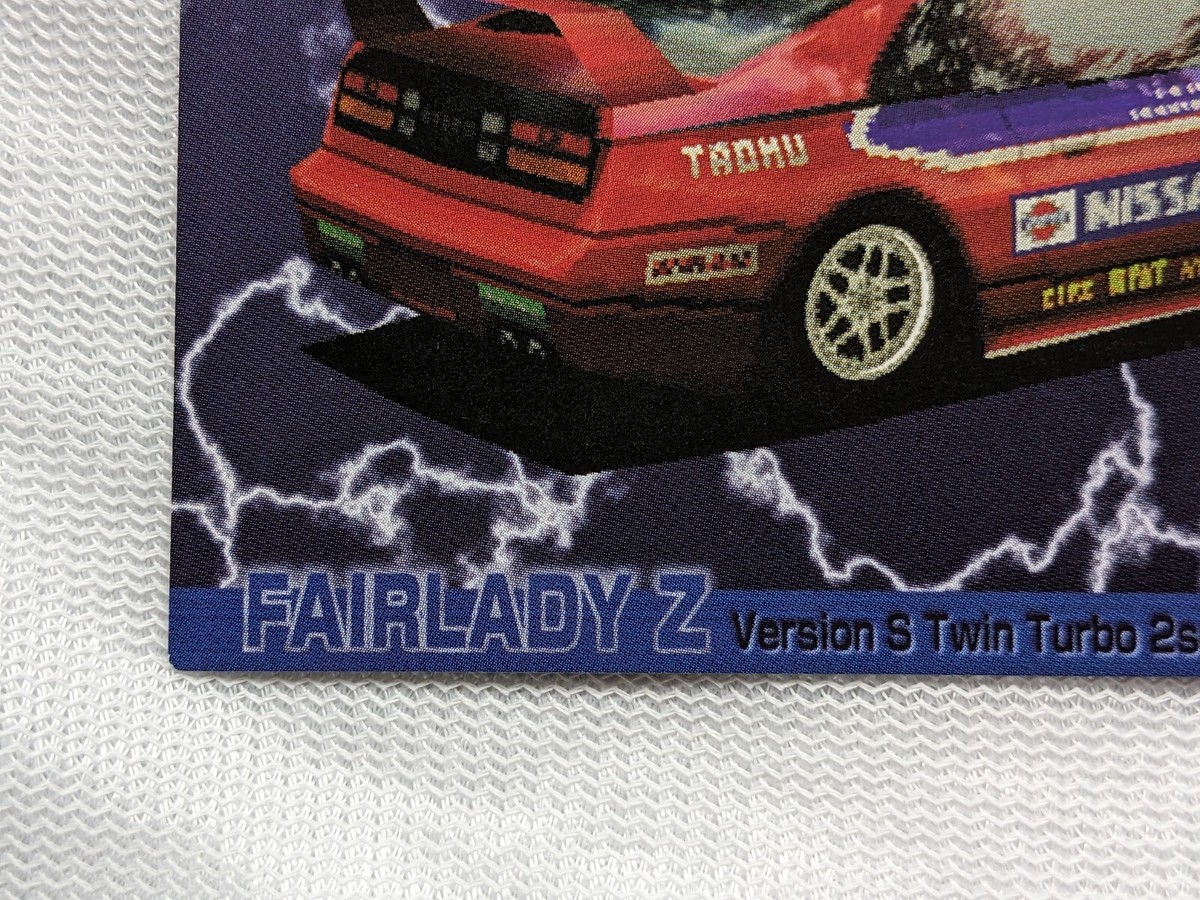 TAOHU
NISSA
FAIRLADY Z
Version S Twin Turbo 2s